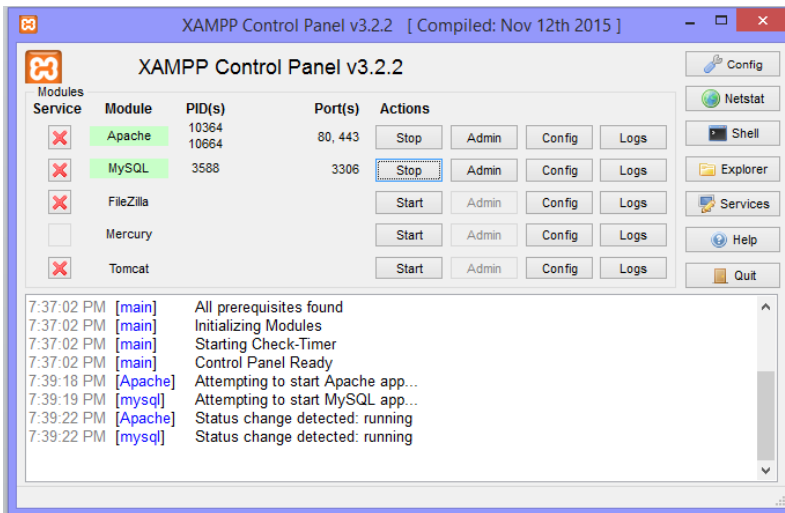 XAMPP Control Panel v3.2.2 [ Compiled: Nov 12th 2015 ]
XAMPP Control Panel v3.2.2
Config
Modules
Service Module PID(s) Port(s) Actions
Netstat
Apache 10364 10664 80, 443 Stop Admin Config Logs
Shell
MySQL 3588 3306 Stop Admin Config Logs
Explorer
FileZilla Start Admin Config Logs
Services
Mercury Start Admin Config Logs
Help
Tomcat Start Admin Config Logs
Quit
7:37:02 PM [main] All prerequisites found
7:37:02 PM [main] Initializing Modules
7:37:02 PM [main] Starting Check-Timer
7:37:02 PM [main] Control Panel Ready
7:39:18 PM [Apache] Attempting to start Apache app...
7:39:19 PM [mysql] Attempting to start MySQL app...
7:39:22 PM [Apache] Status change detected: running
7:39:22 PM [mysql] Status change detected: running